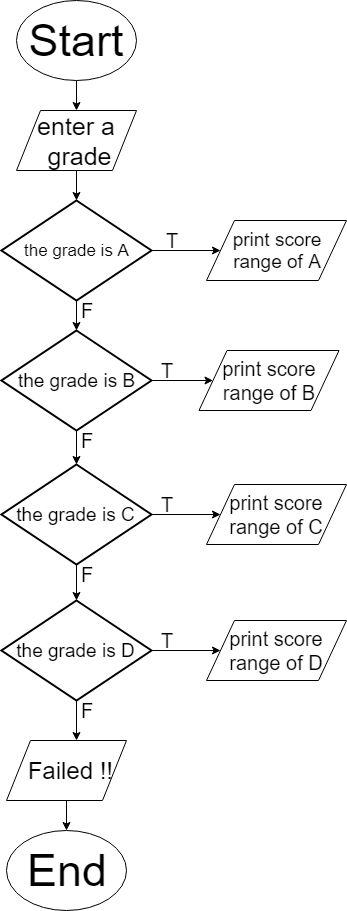 Start
enter a
grade
the grade is A
T
print score
range of A
F
the grade is B
T
print score
range of B
F
the grade is C
T
print score
range of C
F
the grade is D
T
print score
range of D
F
Failed !!
End